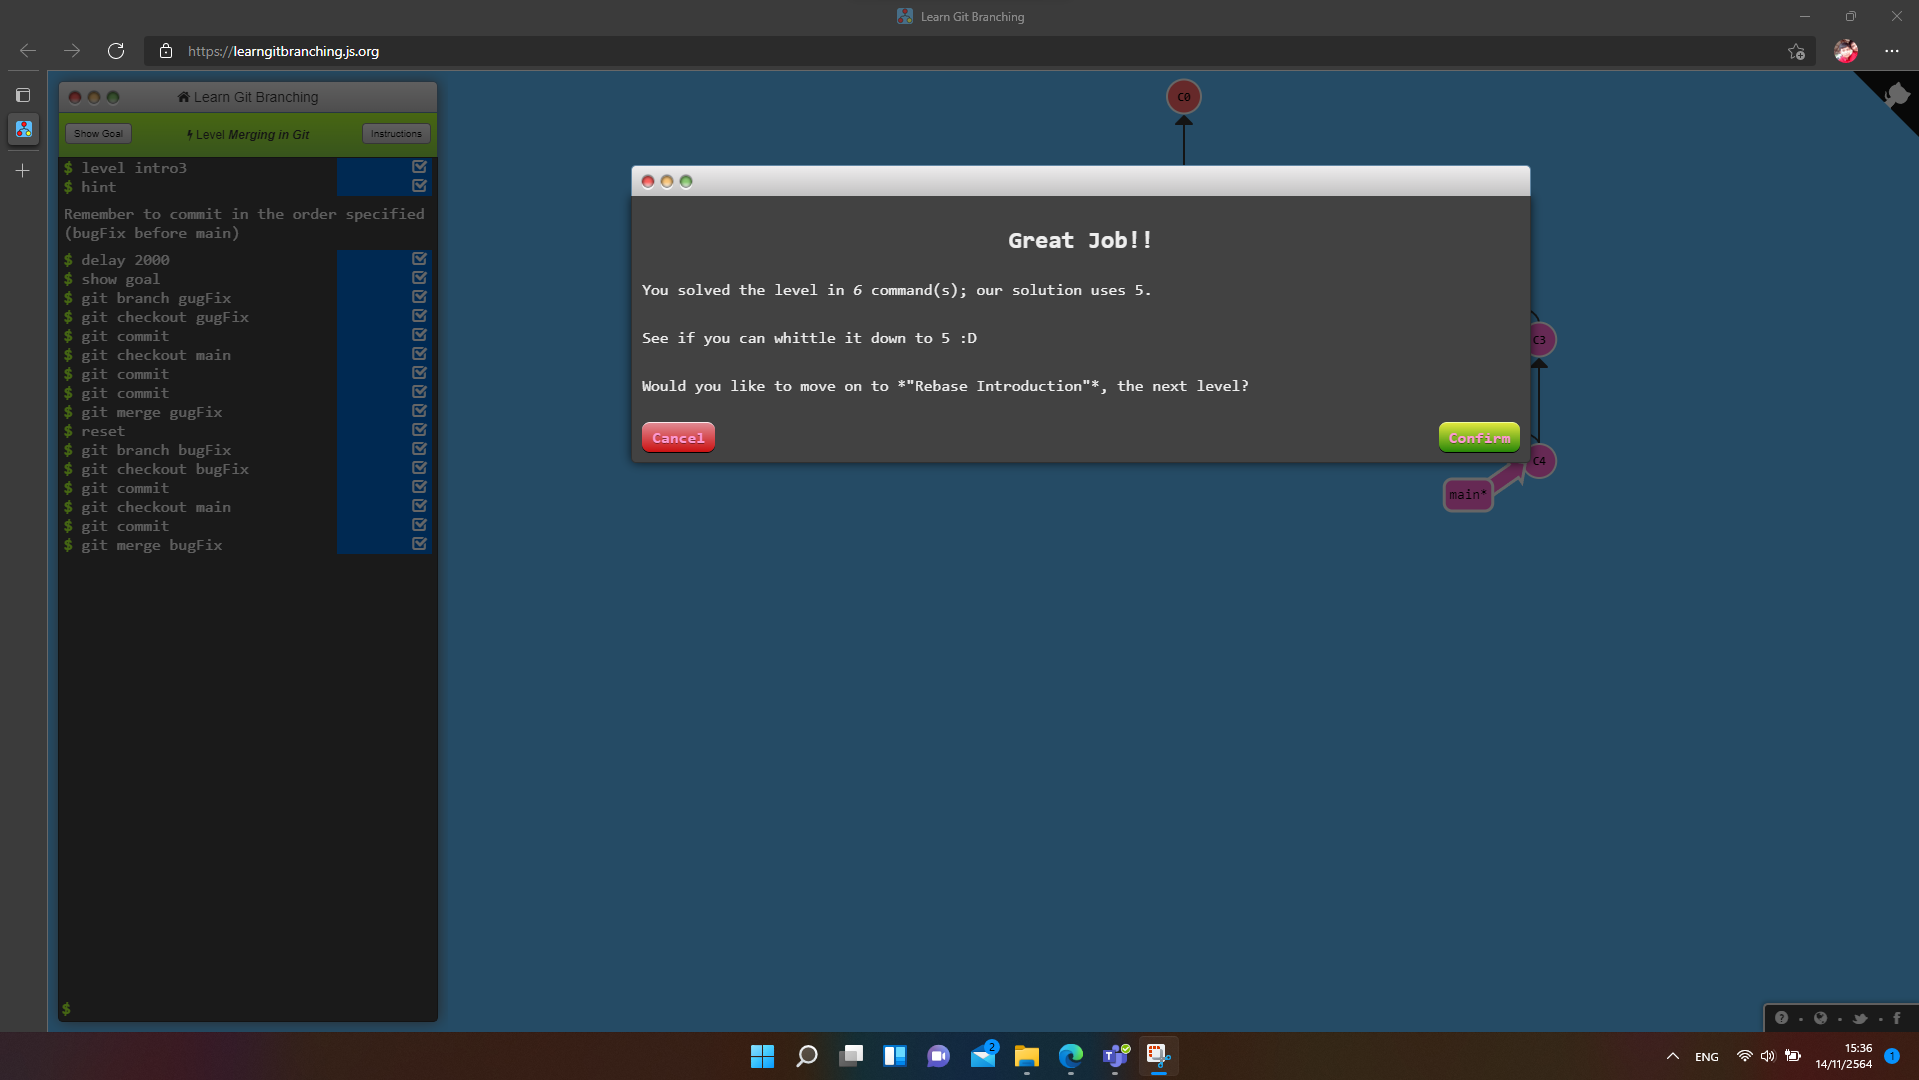 Learn Git Branching
https://learngitbranching.js.org
Learn Git Branching
Show Goal
Level Merging in Git
Instructions
$ level intro3
$ hint
Remember to commit in the order specified
(bugFix before main)
$ delay 2000
$ show goal
$ git branch gugFix
$ git checkout gugFix
$ git commit
$ git checkout main
$ git commit
$ git commit
$ git merge gugFix
$ reset
$ git branch bugFix
$ git checkout bugFix
$ git commit
$ git checkout main
$ git commit
$ git merge bugFix
$
C0
Great Job!!
You solved the level in 6 command(s); our solution uses 5.
See if you can whittle it down to 5 :D
Would you like to move on to *"Rebase Introduction"*, the next level?
Cancel
Confirm
C3
C4
main*
2
ENG
15:36
14/11/2564
1